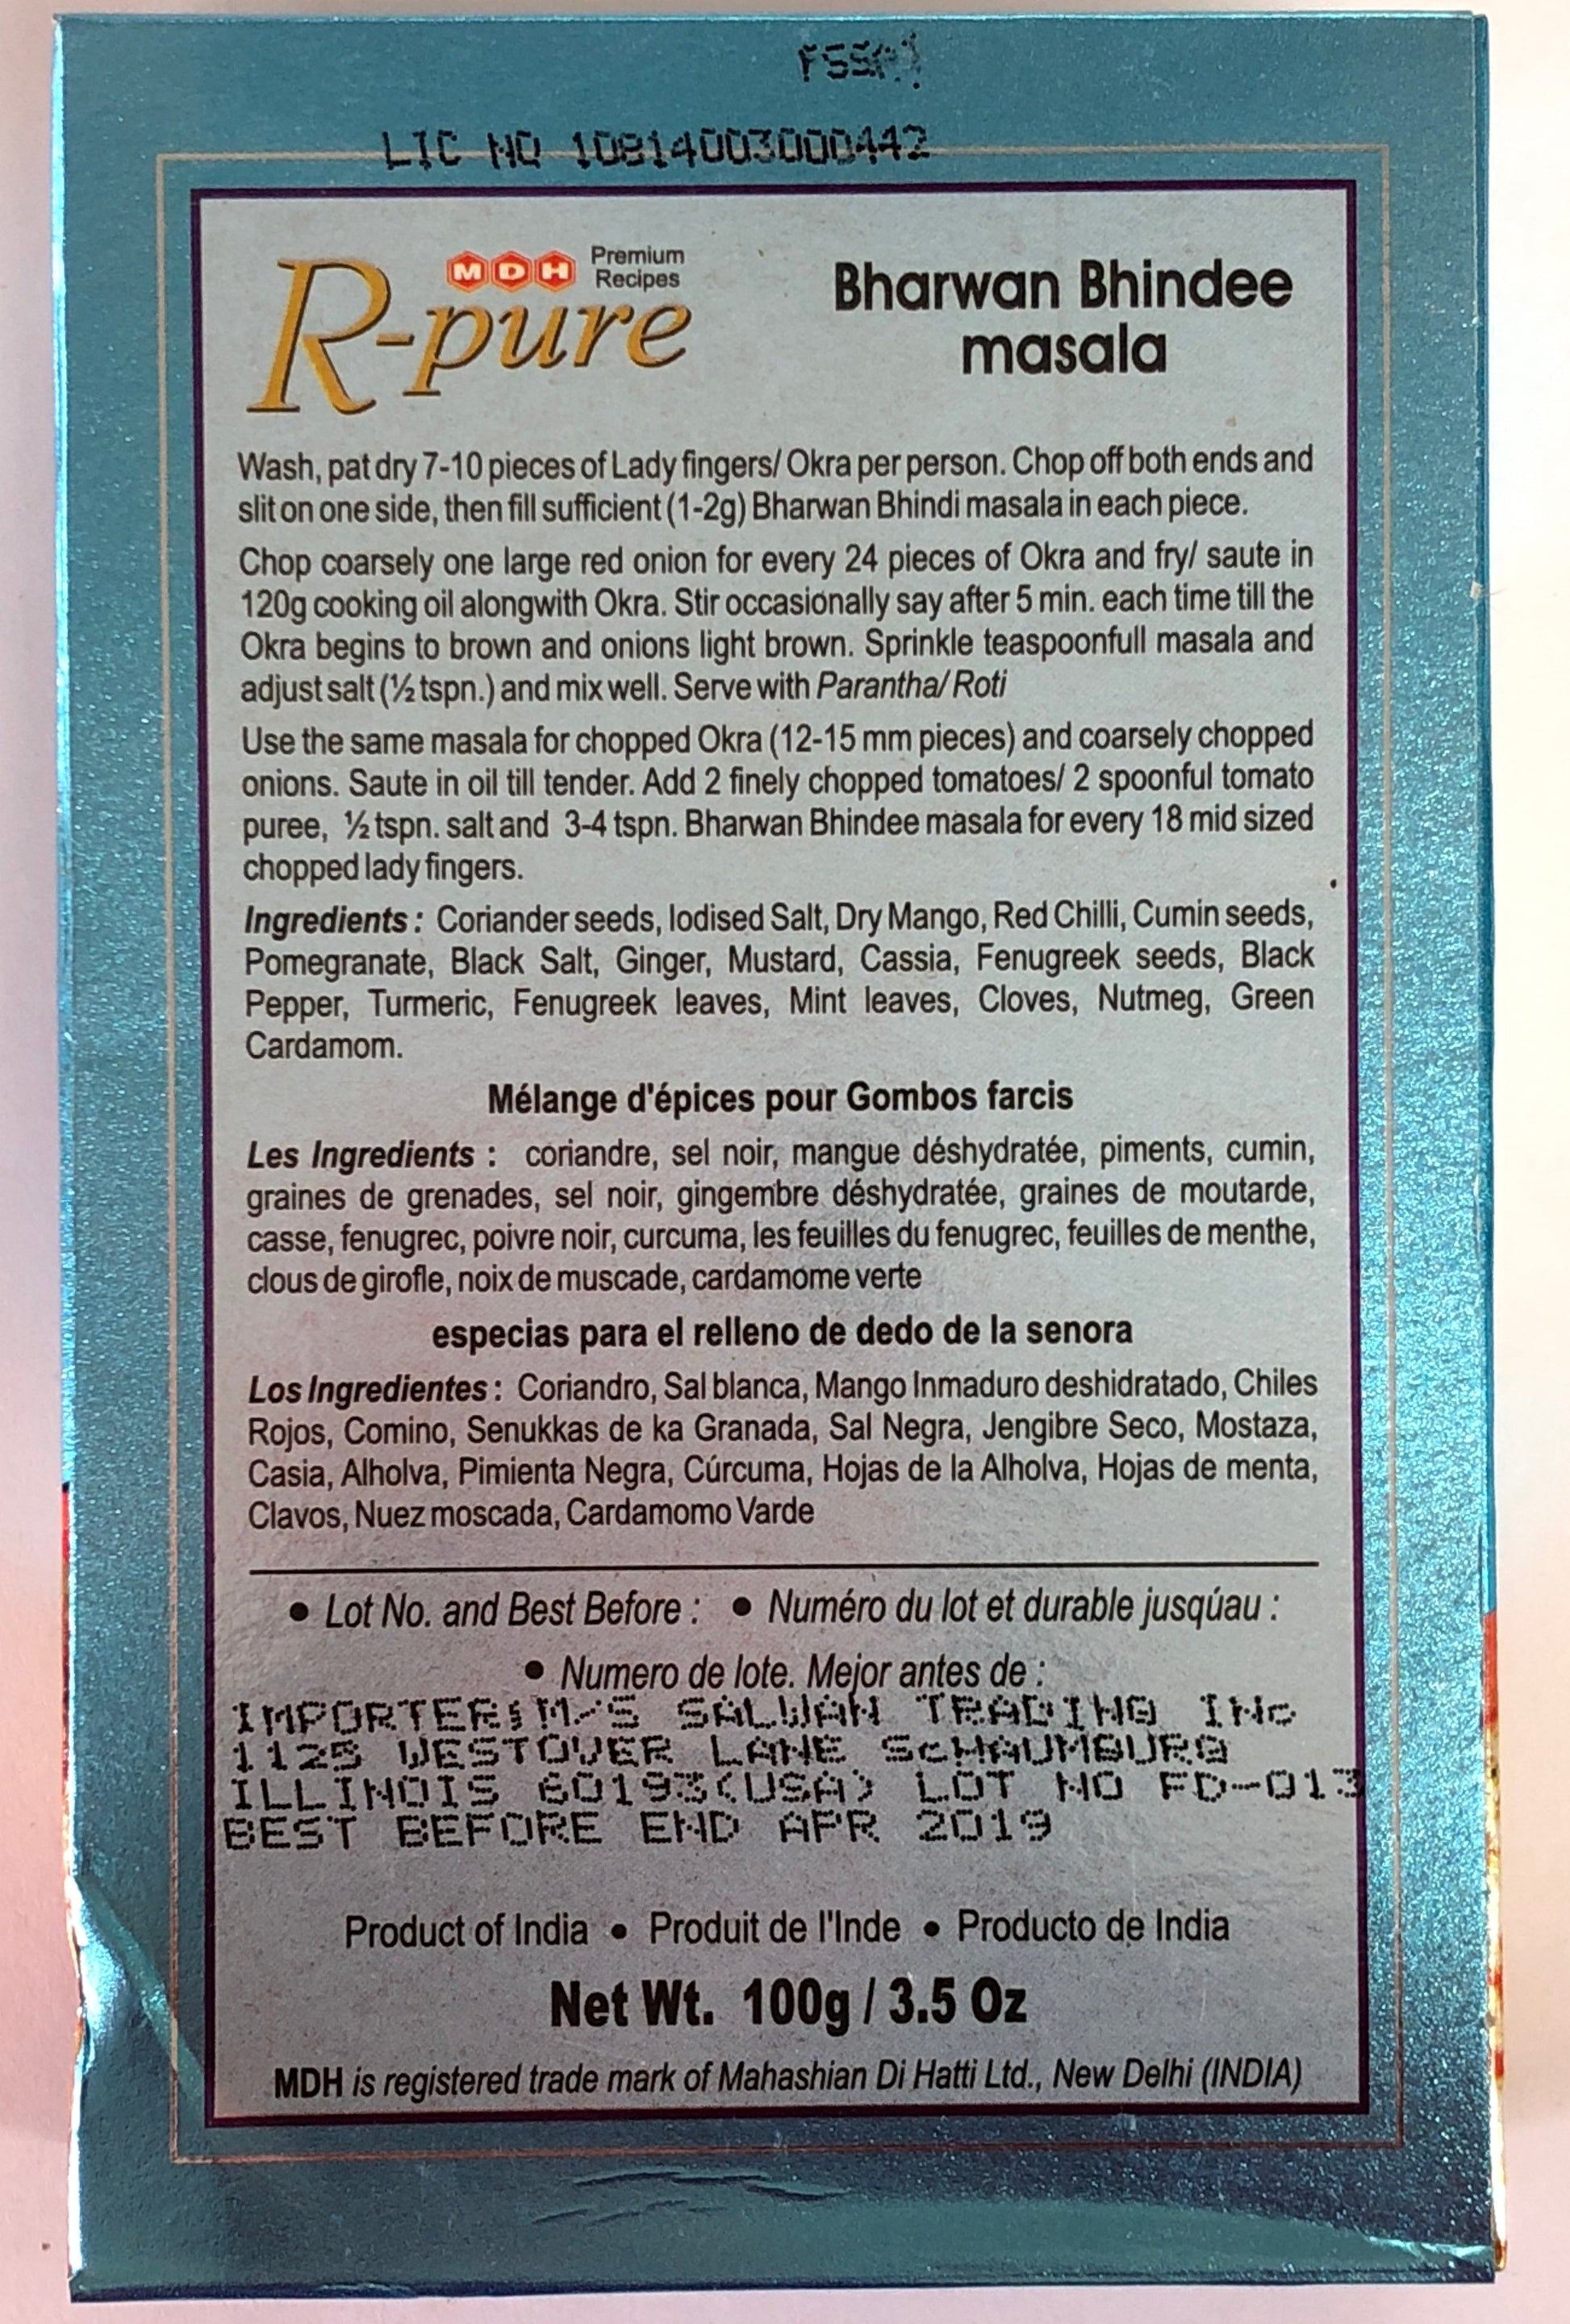 FSSAI
LIC NO 10814003000442
MDH Premium
Recipes
R-pure
Bharwan Bhindee
masala
Wash, pat dry 7-10 pieces of Lady fingers/ Okra per person. Chop off both ends and
slit on one side, then fill sufficient (1-2g) Bharwan Bhindi masala in each piece.
Chop coarsely one large red onion for every 24 pieces of Okra and fry/ saute in
120g cooking oil alongwith Okra. Stir occasionally say after 5 min. each time till the
Okra begins to brown and onions light brown. Sprinkle teaspoonfull masala and
adjust salt (½ tspn.) and mix well. Serve with Parantha/ Roti
Use the same masala for chopped Okra (12-15 mm pieces) and coarsely chopped
onions. Saute in oil till tender. Add 2 finely chopped tomatoes/ 2 spoonful tomato
puree, ½ tspn. salt and 3-4 tspn. Bharwan Bhindee masala for every 18 mid sized
chopped lady fingers.
Ingredients : Coriander seeds, Iodised Salt, Dry Mango, Red Chilli, Cumin seeds,
Pomegranate, Black Salt, Ginger, Mustard, Cassia, Fenugreek seeds, Black
Pepper, Turmeric, Fenugreek leaves, Mint leaves, Cloves, Nutmeg, Green
Cardamom.
Mélange d'épices pour Gombos farcis
Les Ingredients : coriandre, sel noir, mangue déshydratée, piments, cumin,
graines de grenades, sel noir, gingembre déshydratée, graines de moutarde,
casse, fenugrec, poivre noir, curcuma, les feuilles du fenugrec, feuilles de menthe,
clous de girofle, noix de muscade, cardamome verte
especias para el relleno de dedo de la senora
Los Ingredientes : Coriandro, Sal blanca, Mango Inmaduro deshidratado, Chiles
Rojos, Comino, Senukkas de ka Granada, Sal Negra, Jengibre Seco, Mostaza,
Casia, Alholva, Pimienta Negra, Cúrcuma, Hojas de la Alholva, Hojas de menta,
Clavos, Nuez moscada, Cardamomo Varde
• Lot No. and Best Before : • Numéro du lot et durable jusqúau :
• Numero de lote. Mejor antes de :
IMPORTER:M/S SALWAN TRADING INc
1125 WESTOVER LANE ScHAUMBURG
ILLINOIS 60193(USA) LOT NO FD-013
BEST BEFORE END APR 2019
Product of India • Produit de l'Inde • Producto de India
Net Wt. 100g / 3.5 Oz
MDH is registered trade mark of Mahashian Di Hatti Ltd., New Delhi (INDIA)